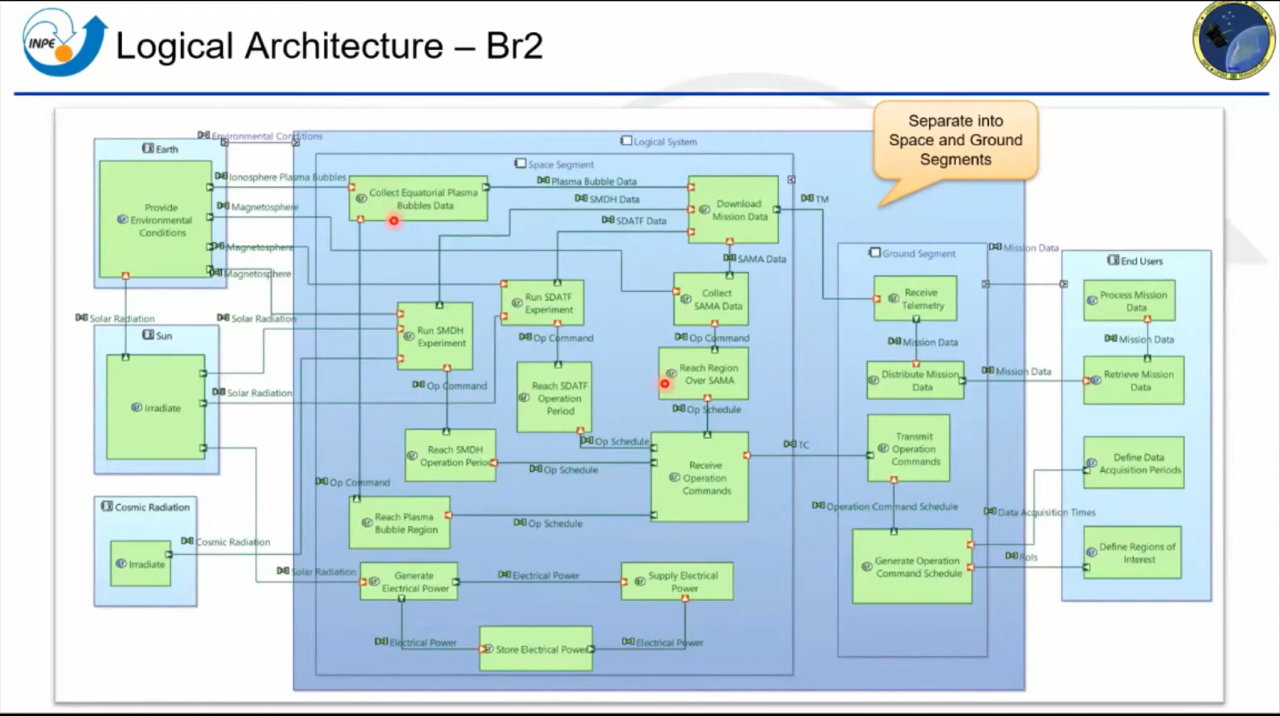 INPE
Logical Architecture – Br2
Separate into
Space and Ground
Segments
Environmental Conditions
Logical System
Earth
Space Segment
Ionosphere Plasma Bubbles
Plasma Bubble Data
Collect Equatorial Plasma
Bubbles Data
Download
Mission Data
TM
SMDH Data
SDATF Data
Provide
Environmental
Conditions
Magnetosphere
Magnetosphere
Magnetosphere
SAMA Data
Ground Segment
Mission Data
End Users
Collect
SAMA Data
Receive
Telemetry
Process Mission
Data
Run SDATF
Experiment
Solar Radiation
Solar Radiation
Sun
Run SMDH
Experiment
Op Command
Op Command
Mission Data
Mission Data
Reach Region
Over SAMA
Distribute Mission
Data
Mission Data
Retrieve Mission
Data
Op Command
Reach SDATF
Operation
Period
Solar Radiation
Irradiate
Op Schedule
Reach SMDH
Operation Period
Op Schedule
Op Schedule
Receive
Operation
Commands
TC
Transmit
Operation
Commands
Define Data
Acquisition Periods
Op Command
Cosmic Radiation
Reach Plasma
Bubble Region
Op Schedule
Operation Command Schedule
Data Acquisition Times
Cosmic Radiation
Irradiate
Solar Radiation
Generate
Electrical Power
Electrical Power
Supply Electrical
Power
Generate Operation
Command Schedule
RoIs
Define Regions of
Interest
Electrical Power
Store Electrical Power
Electrical Power